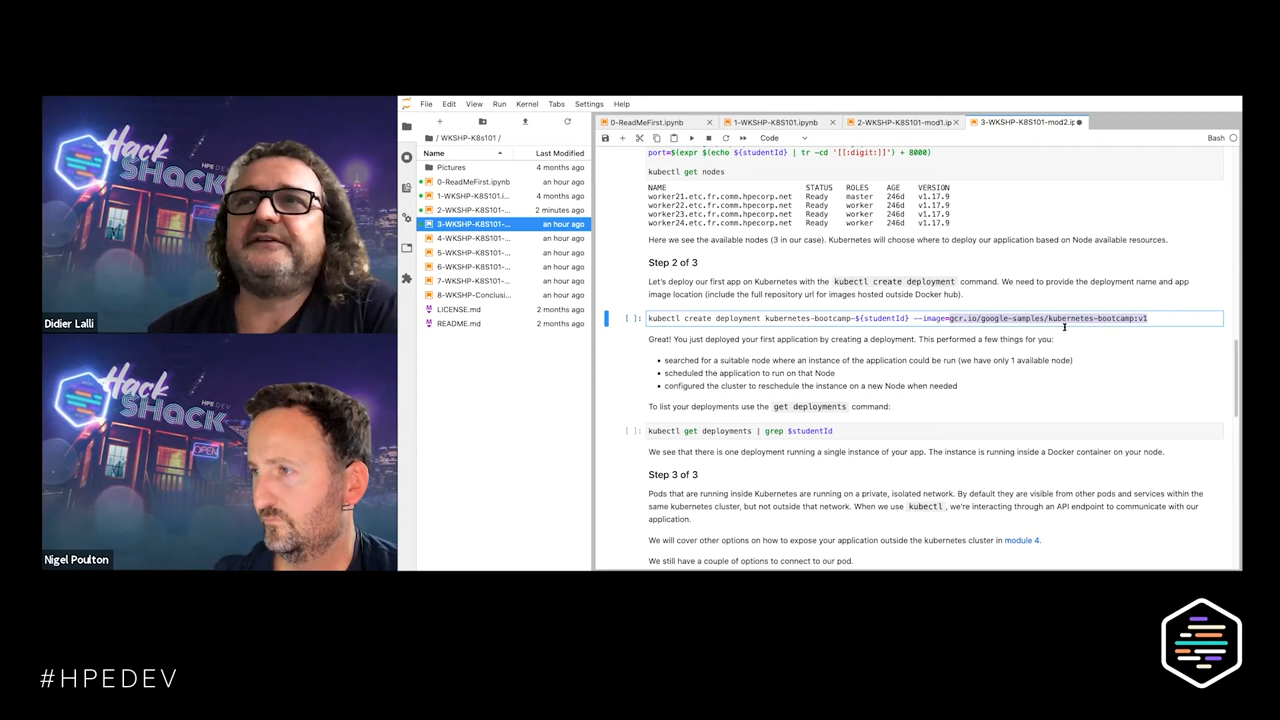 Hack
Shack
HPE DEV
OPEN
Didier Lalli
Hack
Shack
HPE DEV
OPEN
Nigel Poulton
File Edit View Run Kernel Tabs Settings Help
/ WKSHP-K8s101 /
Name Last Modified
Pictures 4 months ago
0-ReadMeFirst.ipynb an hour ago
1-WKSHP-K8S101.i... 4 months ago
2-WKSHP-K8S101-... 2 minutes ago
3-WKSHP-K8S101-... an hour ago
4-WKSHP-K8S101-... an hour ago
5-WKSHP-K8S101-... an hour ago
6-WKSHP-K8S101-... an hour ago
7-WKSHP-K8S101-... an hour ago
8-WKSHP-Conclusi... an hour ago
LICENSE.md 2 months ago
README.md 2 months ago
0-ReadMeFirst.ipynb 1-WKSHP-K8S101.ipynb 2-WKSHP-K8S101-mod1.ip 3-WKSHP-K8S101-mod2.ip
Code Bash
port=$(expr $(echo ${studentId} | tr -cd '[[:digit:]]') + 8000)
kubectl get nodes
NAME STATUS ROLES AGE VERSION
worker21.etc.fr.comm.hpecorp.net Ready master 246d v1.17.9
worker22.etc.fr.comm.hpecorp.net Ready worker 246d v1.17.9
worker23.etc.fr.comm.hpecorp.net Ready worker 246d v1.17.9
worker24.etc.fr.comm.hpecorp.net Ready worker 246d v1.17.9
Here we see the available nodes (3 in our case). Kubernetes will choose where to deploy our application based on Node available resources.
Step 2 of 3
Let's deploy our first app on Kubernetes with the kubectl create deployment command. We need to provide the deployment name and app
image location (include the full repository url for images hosted outside Docker hub).
[ ]: kubectl create deployment kubernetes-bootcamp-${studentId} --image=gcr.io/google-samples/kubernetes-bootcamp:v1
Great! You just deployed your first application by creating a deployment. This performed a few things for you:
• searched for a suitable node where an instance of the application could be run (we have only 1 available node)
• scheduled the application to run on that Node
• configured the cluster to reschedule the instance on a new Node when needed
To list your deployments use the get deployments command:
[ ]: kubectl get deployments | grep $studentId
We see that there is one deployment running a single instance of your app. The instance is running inside a Docker container on your node.
Step 3 of 3
Pods that are running inside Kubernetes are running on a private, isolated network. By default they are visible from other pods and services within the
same kubernetes cluster, but not outside that network. When we use kubectl, we're interacting through an API endpoint to communicate with our
application.
We will cover other options on how to expose your application outside the kubernetes cluster in module 4.
We still have a couple of options to connect to our pod.
#HPEDEV